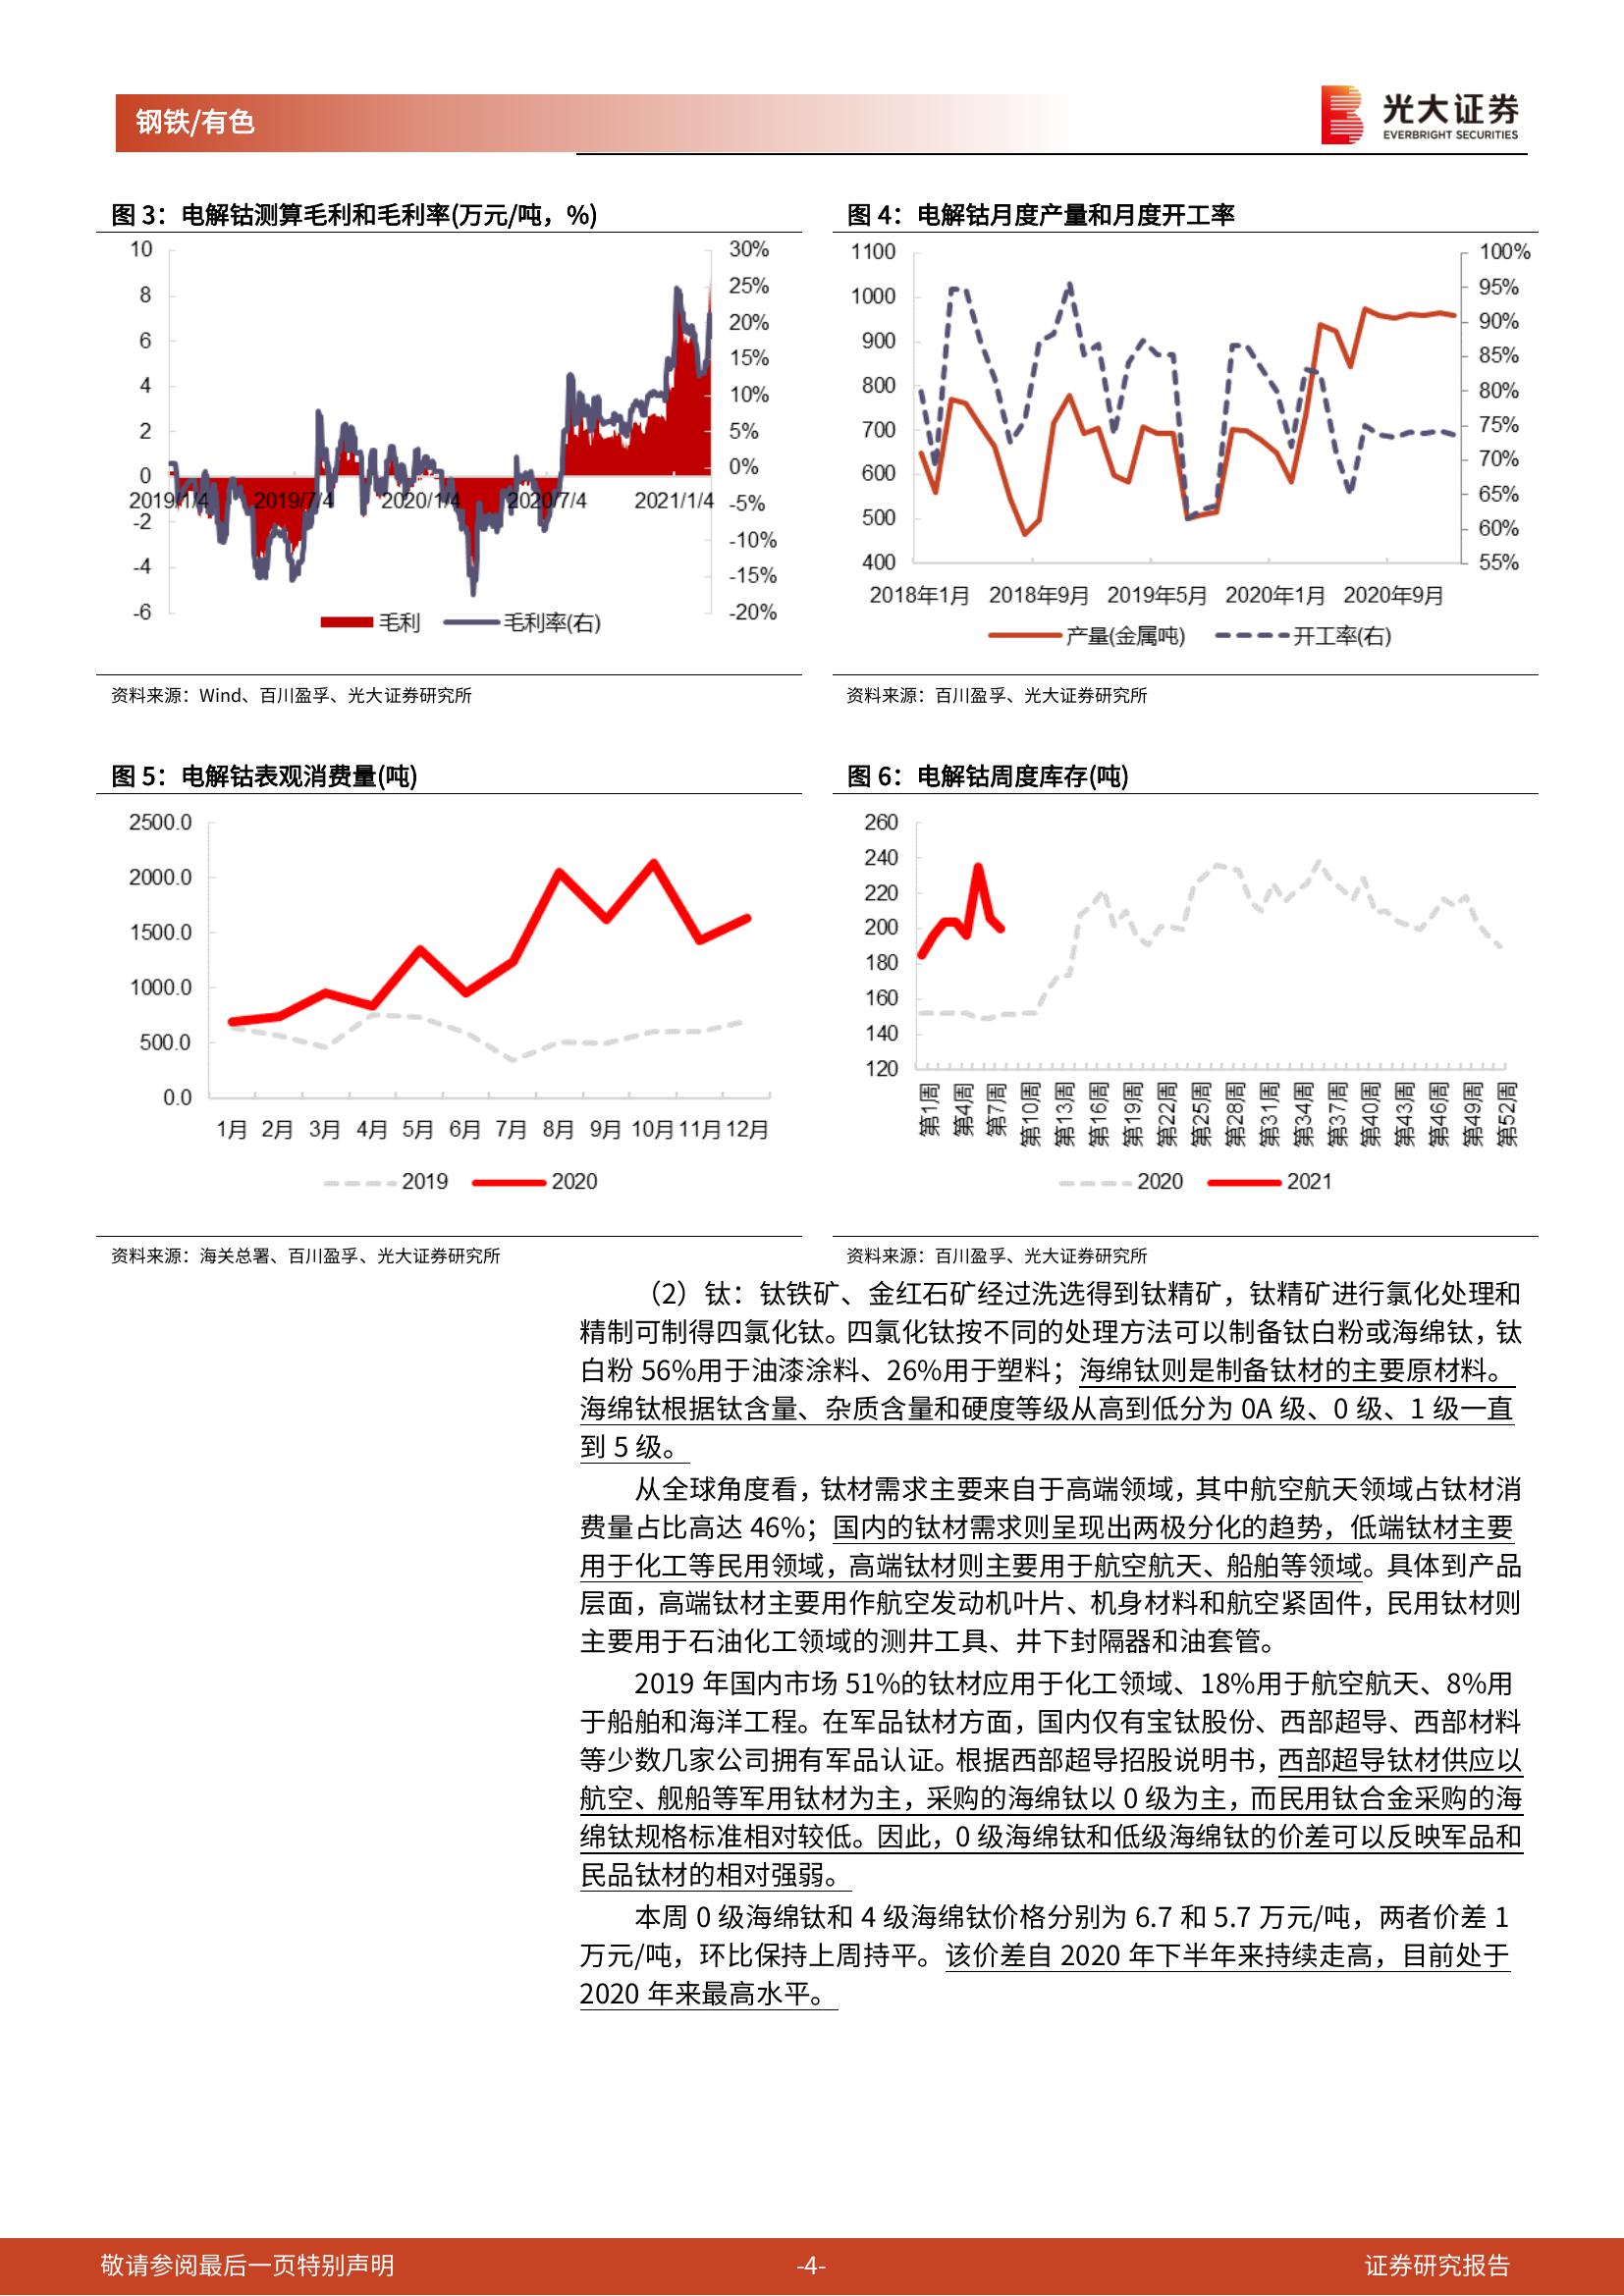 钢铁/有色
光大证券
EVERBRIGHT SECURITIES
图 3：电解钴测算毛利和毛利率(万元/吨，%)
10
8
6
4
2
0
-2
-4
-6
30%
25%
20%
15%
10%
5%
0%
-5%
-10%
-15%
-20%
2019/1/4 2019/7/4 2020/1/4 2020/7/4 2021/1/4
毛利 毛利率(右)
资料来源：Wind、百川盈孚、光大证券研究所
图 4：电解钴月度产量和月度开工率
1100
1000
900
800
700
600
500
400
100%
95%
90%
85%
80%
75%
70%
65%
60%
55%
2018年1月 2018年9月 2019年5月 2020年1月 2020年9月
产量(金属吨) 开工率(右)
资料来源：百川盈孚、光大证券研究所
图 5：电解钴表观消费量(吨)
2500.0
2000.0
1500.0
1000.0
500.0
0.0
1月 2月 3月 4月 5月 6月 7月 8月 9月 10月 11月 12月
2019 2020
资料来源：海关总署、百川盈孚、光大证券研究所
图 6：电解钴周度库存(吨)
260
240
220
200
180
160
140
120
第1周 第4周 第7周 第10周 第13周 第16周 第19周 第22周 第25周 第28周 第31周 第34周 第37周 第40周 第43周 第46周 第49周 第52周
2020 2021
资料来源：百川盈孚、光大证券研究所
（2）钛：钛铁矿、金红石矿经过洗选得到钛精矿，钛精矿进行氯化处理和
精制可制得四氯化钛。四氯化钛按不同的处理方法可以制备钛白粉或海绵钛，钛
白粉 56%用于油漆涂料、26%用于塑料；海绵钛则是制备钛材的主要原材料。
海绵钛根据钛含量、杂质含量和硬度等级从高到低分为 0A 级、0 级、1 级一直
到 5 级。
从全球角度看，钛材需求主要来自于高端领域，其中航空航天领域占钛材消
费量占比高达 46%；国内的钛材需求则呈现出两极分化的趋势，低端钛材主要
用于化工等民用领域，高端钛材则主要用于航空航天、船舶等领域。具体到产品
层面，高端钛材主要用作航空发动机叶片、机身材料和航空紧固件，民用钛材则
主要用于石油化工领域的测井工具、井下封隔器和油套管。
2019 年国内市场 51%的钛材应用于化工领域、18%用于航空航天、8%用
于船舶和海洋工程。在军品钛材方面，国内仅有宝钛股份、西部超导、西部材料
等少数几家公司拥有军品认证。根据西部超导招股说明书，西部超导钛材供应以
航空、舰船等军用钛材为主，采购的海绵钛以 0 级为主，而民用钛合金采购的海
绵钛规格标准相对较低。因此，0 级海绵钛和低级海绵钛的价差可以反映军品和
民品钛材的相对强弱。
本周 0 级海绵钛和 4 级海绵钛价格分别为 6.7 和 5.7 万元/吨，两者价差 1
万元/吨，环比保持上周持平。该价差自 2020 年下半年来持续走高，目前处于
2020 年来最高水平。
敬请参阅最后一页特别声明
-4-
证券研究报告